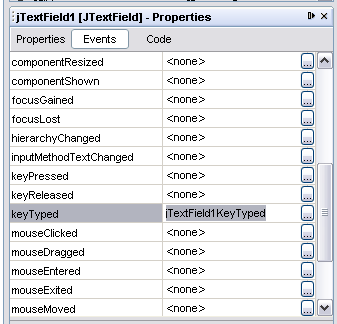 jTextField1 [JTextField] - Properties
Properties Events Code
componentResized <none> ...
componentShown <none> ...
focusGained <none> ...
focusLost <none> ...
hierarchyChanged <none> ...
inputMethodTextChanged <none> ...
keyPressed <none> ...
keyReleased <none> ...
keyTyped jTextField1KeyTyped ...
mouseClicked <none> ...
mouseDragged <none> ...
mouseEntered <none> ...
mouseExited <none> ...
mouseMoved <none> ...